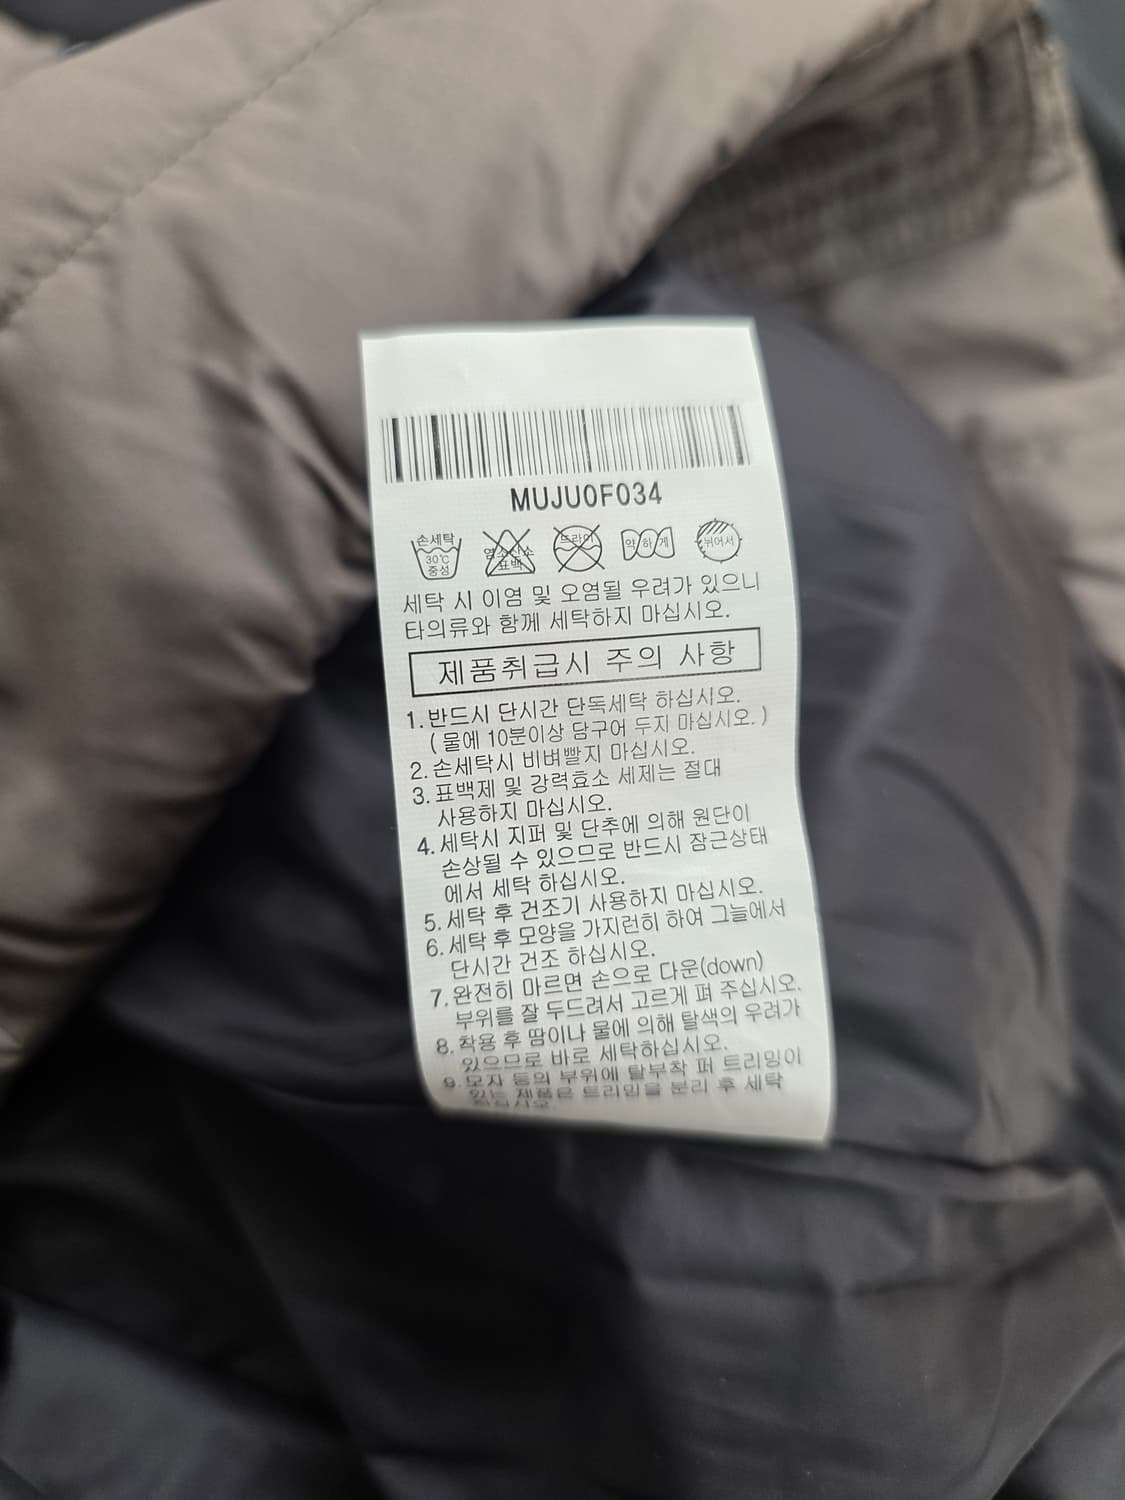 MUJU0F034
손세탁 30℃ 중성
염소산소 표백
드라이
약하게
뉘어서
세탁 시 이염 및 오염될 우려가 있으니
타의류와 함께 세탁하지 마십시오.
제품취급시 주의 사항
1. 반드시 단시간 단독세탁 하십시오.
( 물에 10분이상 담구어 두지 마십시오. )
2. 손세탁시 비벼빨지 마십시오.
3. 표백제 및 강력효소 세제는 절대
사용하지 마십시오.
4. 세탁시 지퍼 및 단추에 의해 원단이
손상될 수 있으므로 반드시 잠근상태
에서 세탁 하십시오.
5. 세탁 후 건조기 사용하지 마십시오.
6. 세탁 후 모양을 가지런히 하여 그늘에서
단시간 건조 하십시오.
7. 완전히 마르면 손으로 다운(down)
부위를 잘 두드려서 고르게 펴 주십시오.
8. 착용 후 땀이나 물에 의해 탈색의 우려가
있으므로 바로 세탁하십시오.
9. 모자 등의 부위에 탈부착 퍼 트리밍이
있는 제품은 트리밍을 분리 후 세탁
하십시오.